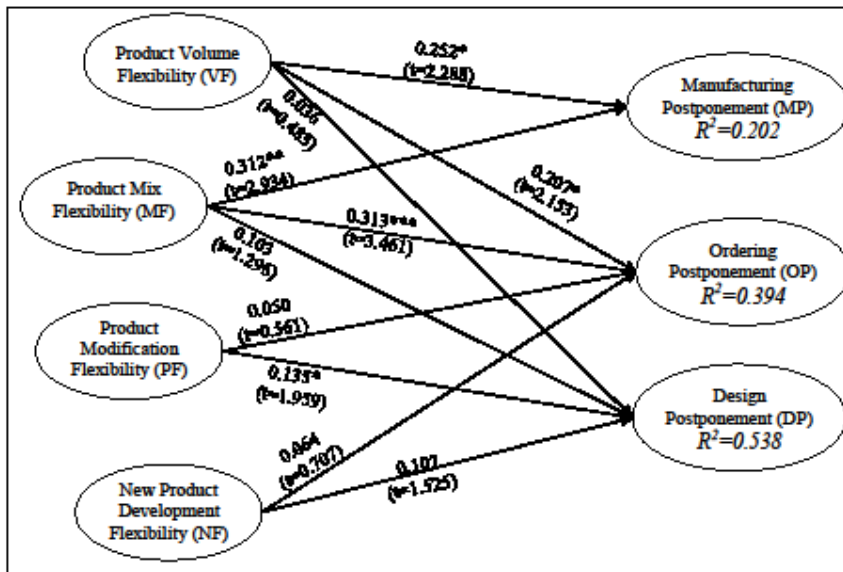 Product Volume
Flexibility (VF)
0.252*
(t=2.288)
Manufacturing
Postponement (MP)
R²=0.202
0.036
(t=0.483)
0.312**
(t=2.934)
0.207*
(t=2.153)
Product Mix
Flexibility (MF)
0.313***
(t=3.461)
0.103
(t=1.296)
Ordering
Postponement (OP)
R²=0.394
Product
Modification
Flexibility (PF)
0.050
(t=0.561)
0.135*
(t=1.959)
Design
Postponement (DP)
R²=0.538
0.064
(t=0.707)
0.107
(t=1.525)
New Product
Development
Flexibility (NF)